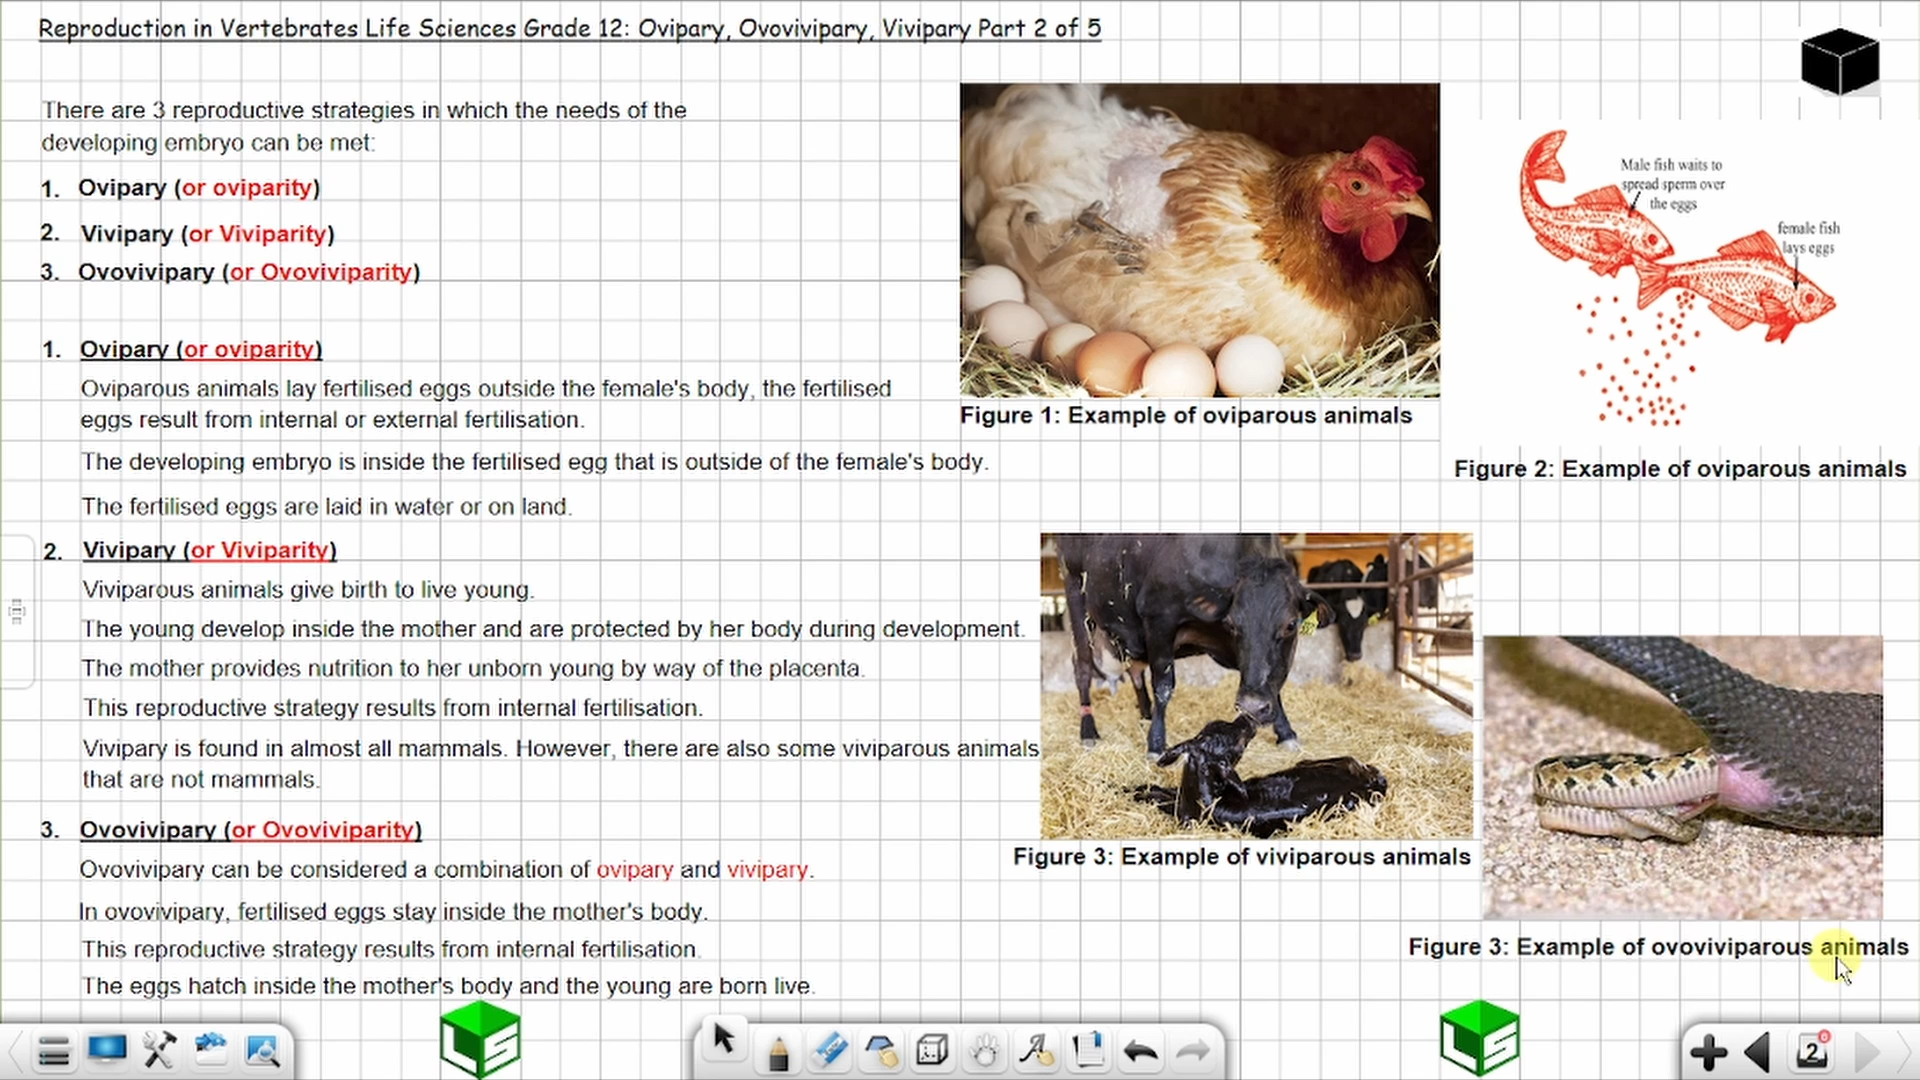 Reproduction in Vertebrates Life Sciences Grade 12: Ovipary, Ovovivipary, Vivipary Part 2 of 5
There are 3 reproductive strategies in which the needs of the
developing embryo can be met:
1. Ovipary (or oviparity)
2. Vivipary (or Viviparity)
3. Ovovivipary (or Ovoviviparity)
1. Ovipary (or oviparity)
Oviparous animals lay fertilised eggs outside the female's body, the fertilised
eggs result from internal or external fertilisation.
The developing embryo is inside the fertilised egg that is outside of the female's body.
The fertilised eggs are laid in water or on land.
2. Vivipary (or Viviparity)
Viviparous animals give birth to live young.
The young develop inside the mother and are protected by her body during development.
The mother provides nutrition to her unborn young by way of the placenta.
This reproductive strategy results from internal fertilisation.
Vivipary is found in almost all mammals. However, there are also some viviparous animals
that are not mammals.
3. Ovovivipary (or Ovoviviparity)
Ovovivipary can be considered a combination of ovipary and vivipary.
In ovovivipary, fertilised eggs stay inside the mother's body.
This reproductive strategy results from internal fertilisation.
The eggs hatch inside the mother's body and the young are born live.
Figure 1: Example of oviparous animals
Male fish waits to
spread sperm over
the eggs
female fish
lays eggs
Figure 2: Example of oviparous animals
Figure 3: Example of viviparous animals
Figure 3: Example of ovoviviparous animals
LS
LS
2